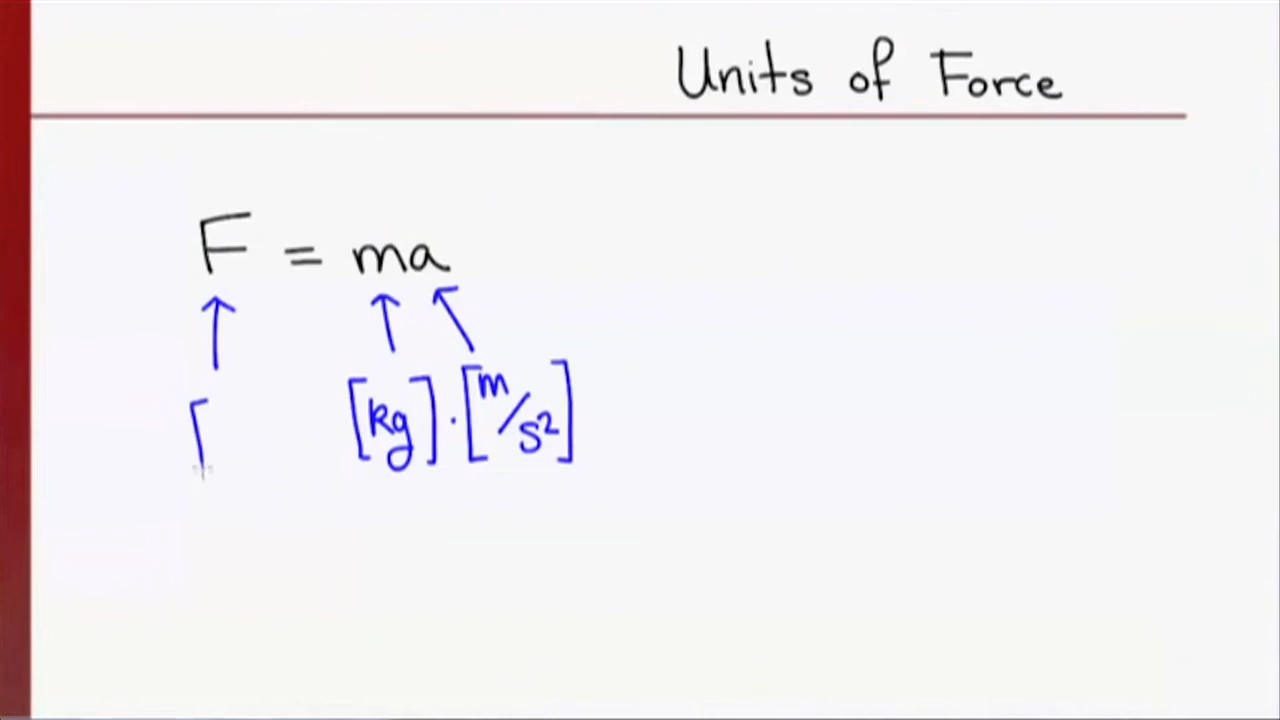 Units of Force
F = ma
[ [kg] · [m/s²]